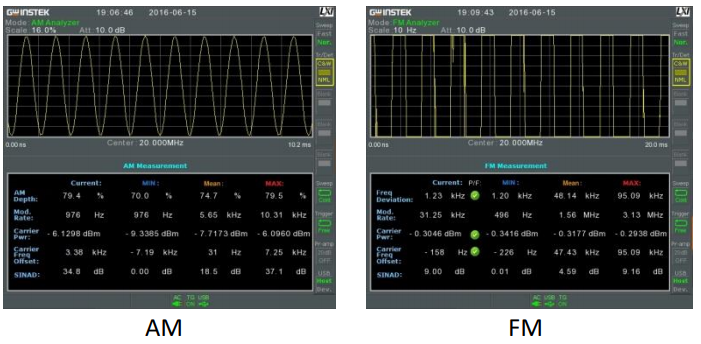 GWINSTEK 19:06:46 2016-06-15 LXI
Mode: AM Analyzer
Scale 16.0% Att 10.0 dB
Sweep
Fast
Nor.
Tr/Det
C&W
NML
0.00 ns Center 20.000MHz 10.2 ms
AM Measurement
Current: MIN: Mean: MAX:
AM Depth: 79.4 % 70.0 % 74.7 % 79.5 %
Mod. Rate: 976 Hz 976 Hz 5.65 kHz 10.31 kHz
Carrier Pwr: - 6.1298 dBm - 9.3385 dBm - 7.7173 dBm - 6.0960 dBm
Carrier Freq Offset: 3.38 kHz - 7.19 kHz 31 Hz 7.25 kHz
SINAD: 34.8 dB 0.00 dB 18.5 dB 37.1 dB
Sweep
Cont
Trigger
Free
Pr-amp
OFF
USB
Host
Dev.
AC TG USB
ON
AM
GWINSTEK 19:09:43 2016-06-15 LXI
Mode: FM Analyzer
Scale 10 Hz Att 10.0 dB
Sweep
Fast
Nor.
Tr/Det
C&W
NML
0.00ns Center 20.000MHz 20.0 ms
FM Measurement
Current: P/F: MIN: Mean: MAX:
Freq Deviation: 1.23 kHz 1.20 kHz 48.14 kHz 95.09 kHz
Mod. Rate: 31.25 kHz 496 Hz 1.56 MHz 3.13 MHz
Carrier Pwr: - 0.3046 dBm - 0.3416 dBm - 0.3177 dBm - 0.2938 dBm
Carrier Freq Offset: - 158 Hz - 226 Hz 47.43 kHz 95.09 kHz
SINAD: 9.00 dB 0.01 dB 4.59 dB 9.16 dB
Sweep
Cont
Trigger
Free
Pr-amp
OFF
USB
Host
Dev.
AC USB TG
ON
FM